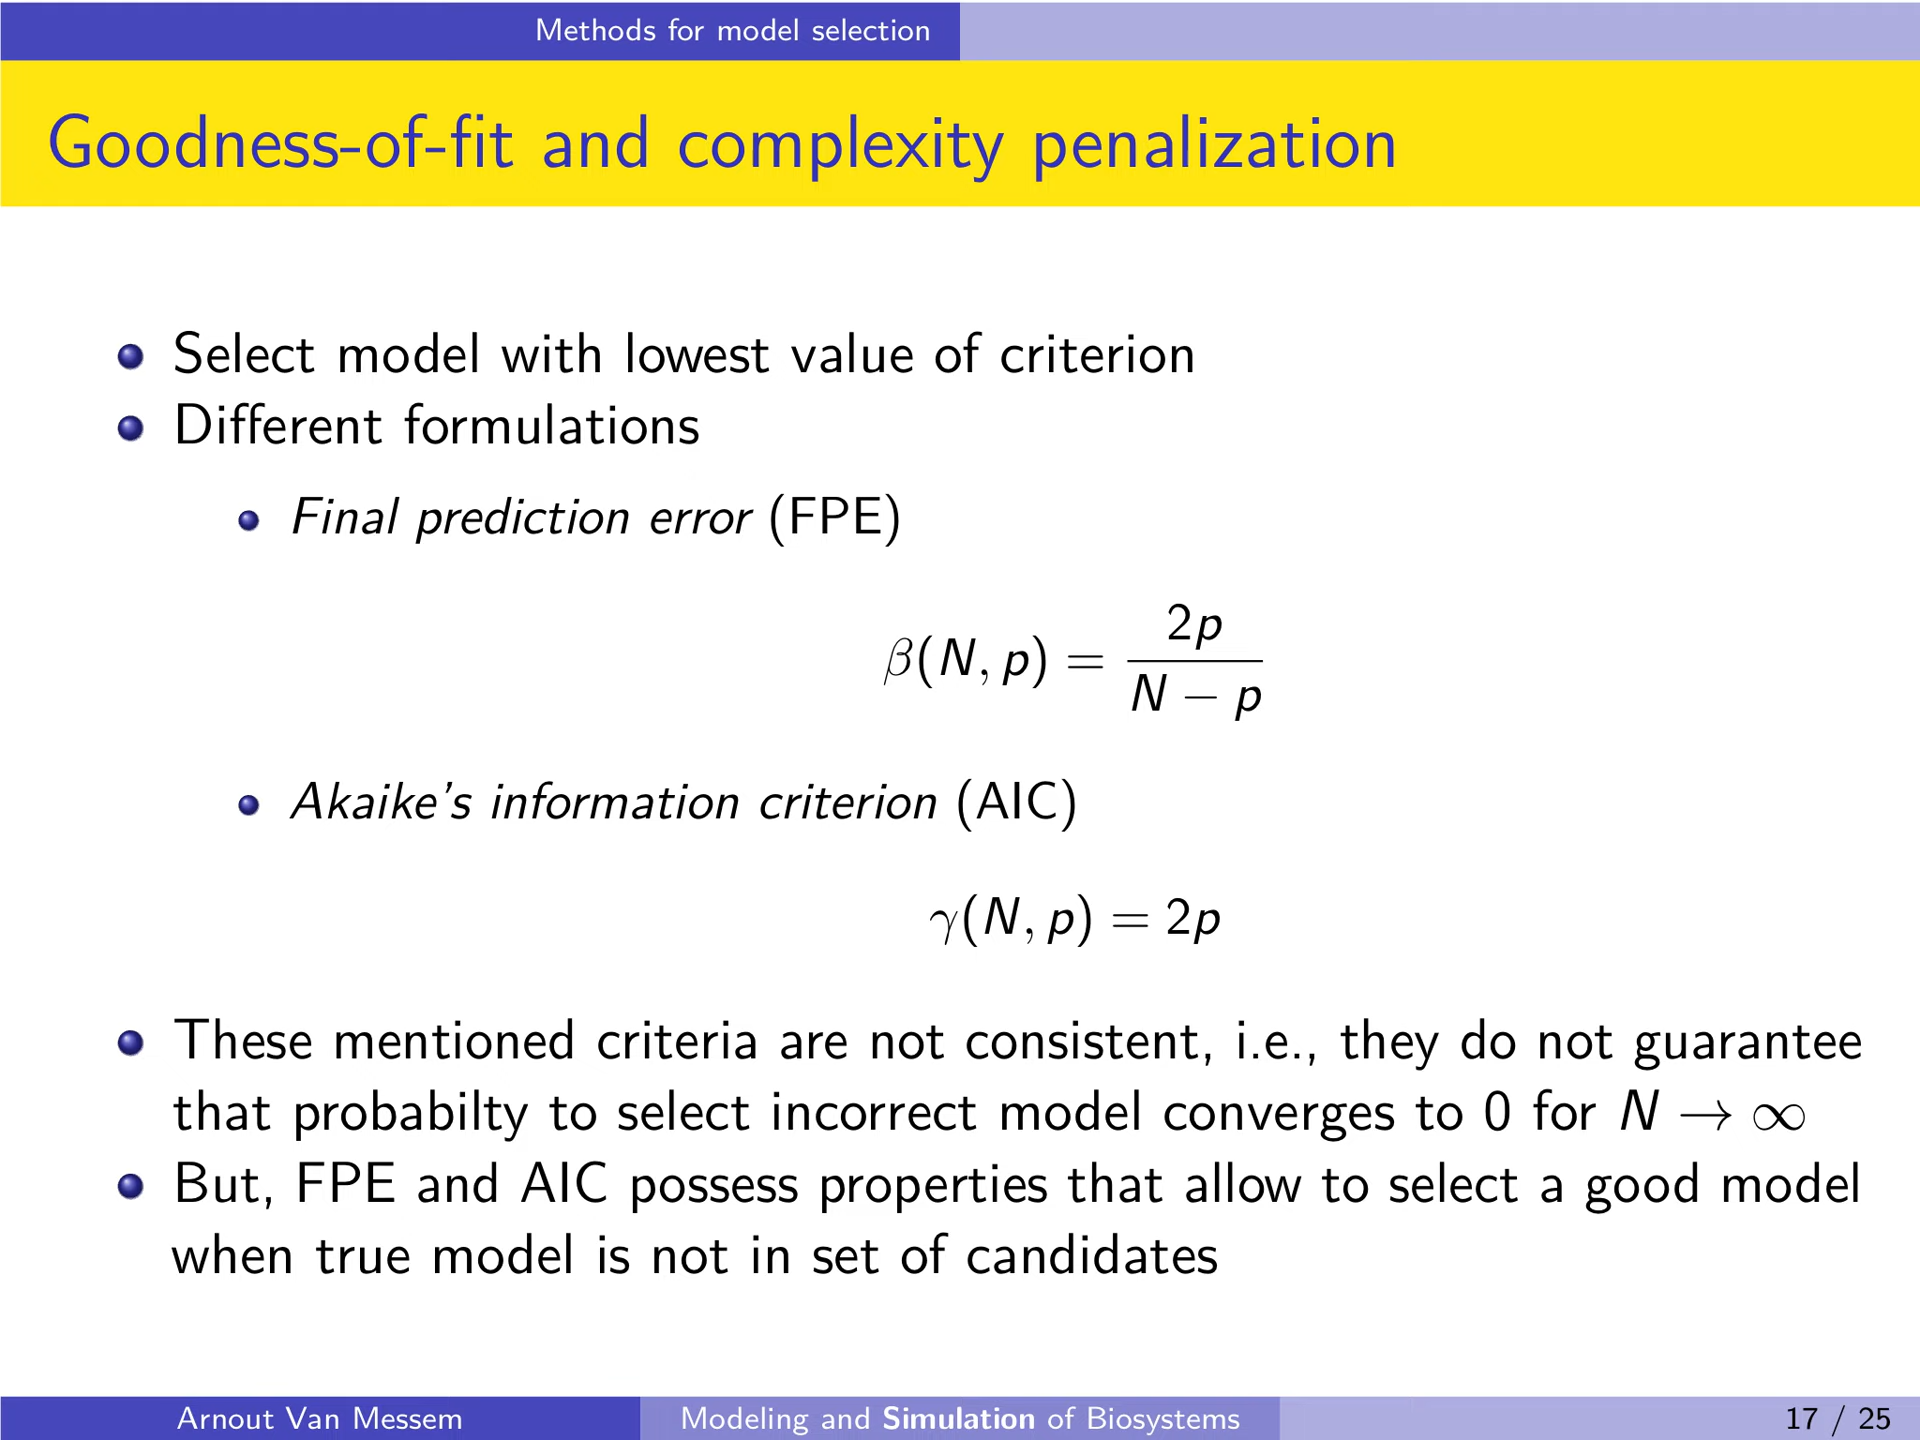 Methods for model selection
Goodness-of-fit and complexity penalization
Select model with lowest value of criterion
Different formulations
Final prediction error (FPE)
β(N, p) = 2p / (N − p)
Akaike's information criterion (AIC)
γ(N, p) = 2p
These mentioned criteria are not consistent, i.e., they do not guarantee
that probabilty to select incorrect model converges to 0 for N → ∞
But, FPE and AIC possess properties that allow to select a good model
when true model is not in set of candidates
Arnout Van Messem
Modeling and Simulation of Biosystems
17 / 25